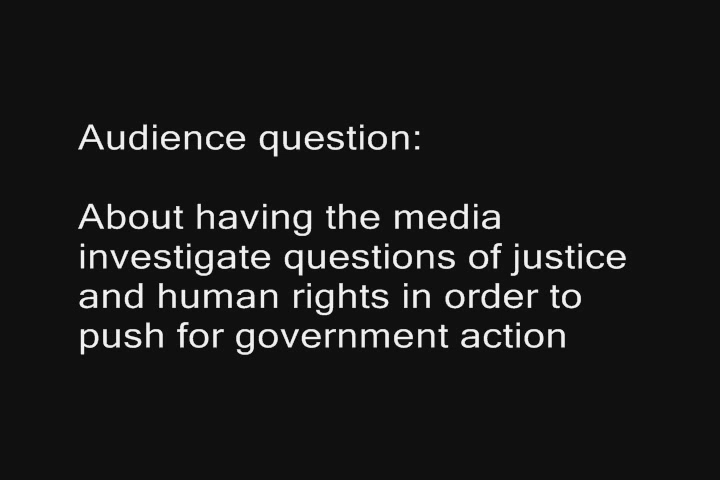 Audience question:
About having the media
investigate questions of justice
and human rights in order to
push for government action